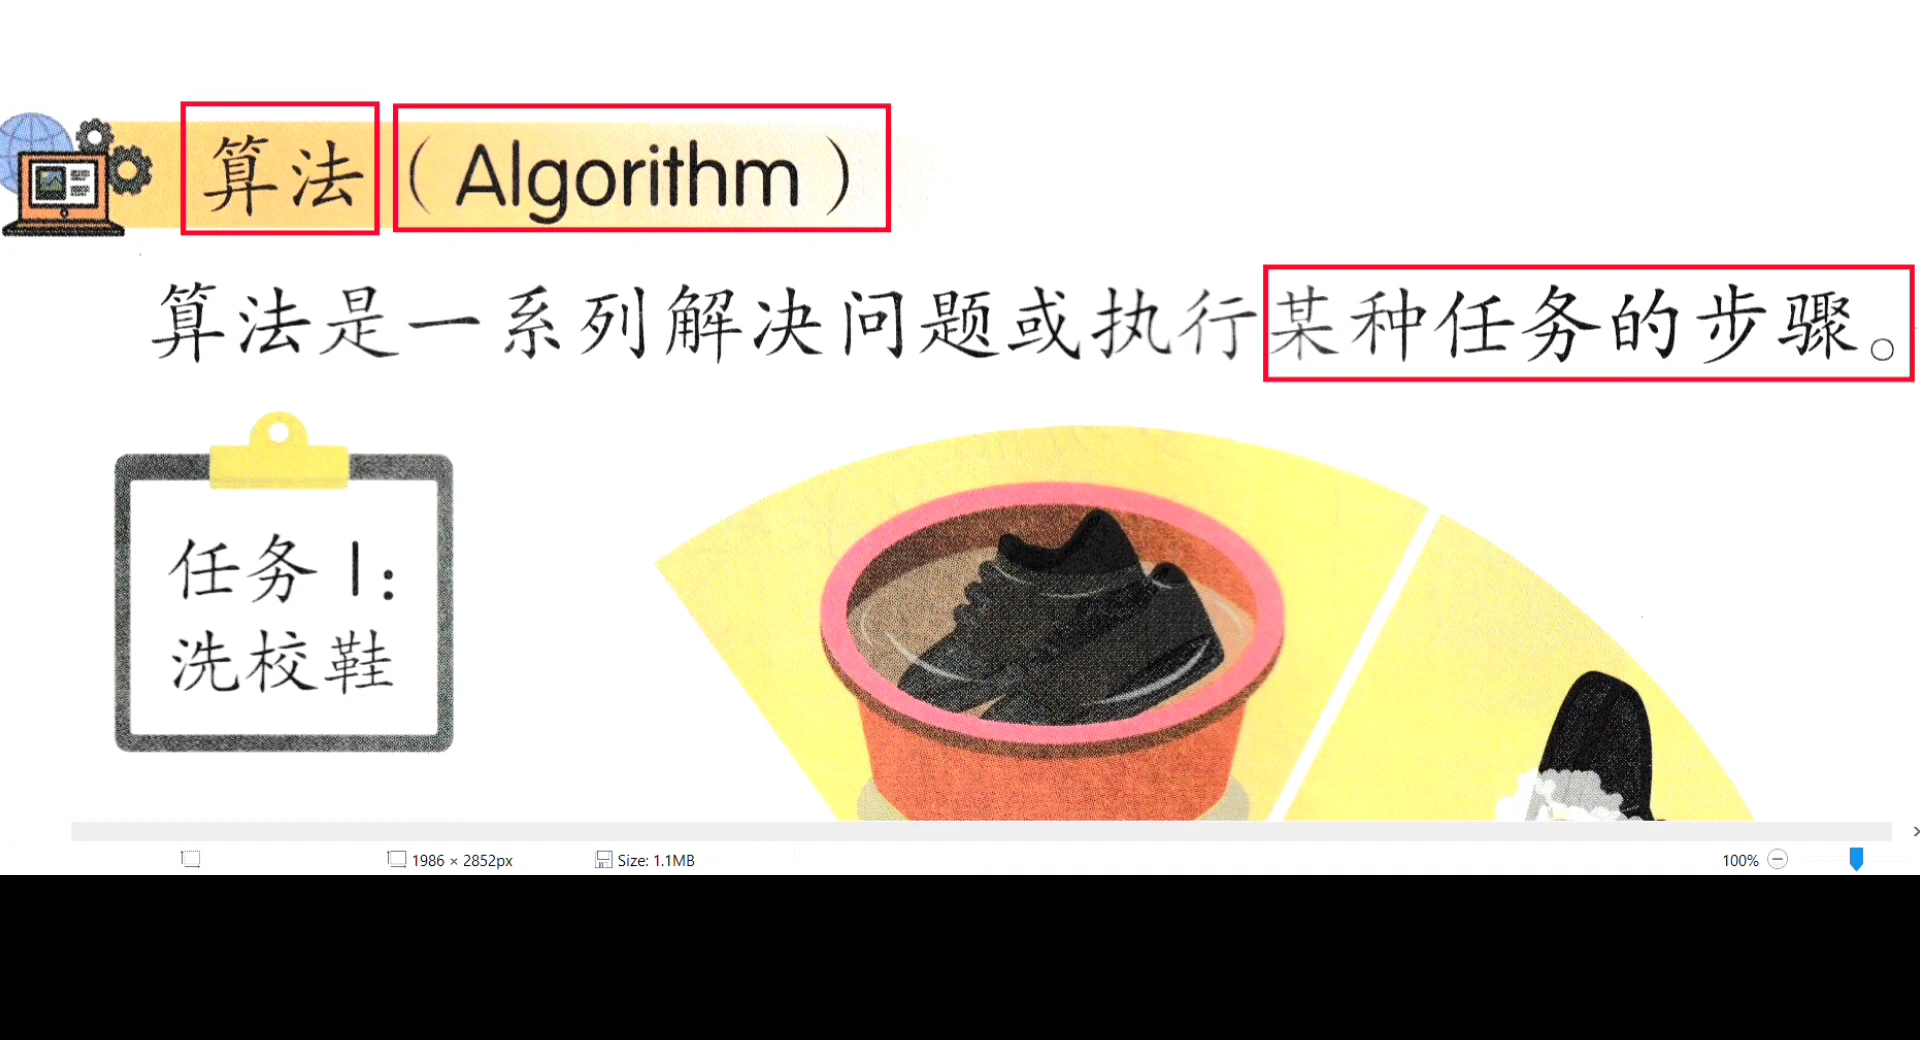 算法（Algorithm）
算法是一系列解决问题或执行某种任务的步骤。
任务1：
洗校鞋
1986 × 2852px
Size: 1.1MB
100%